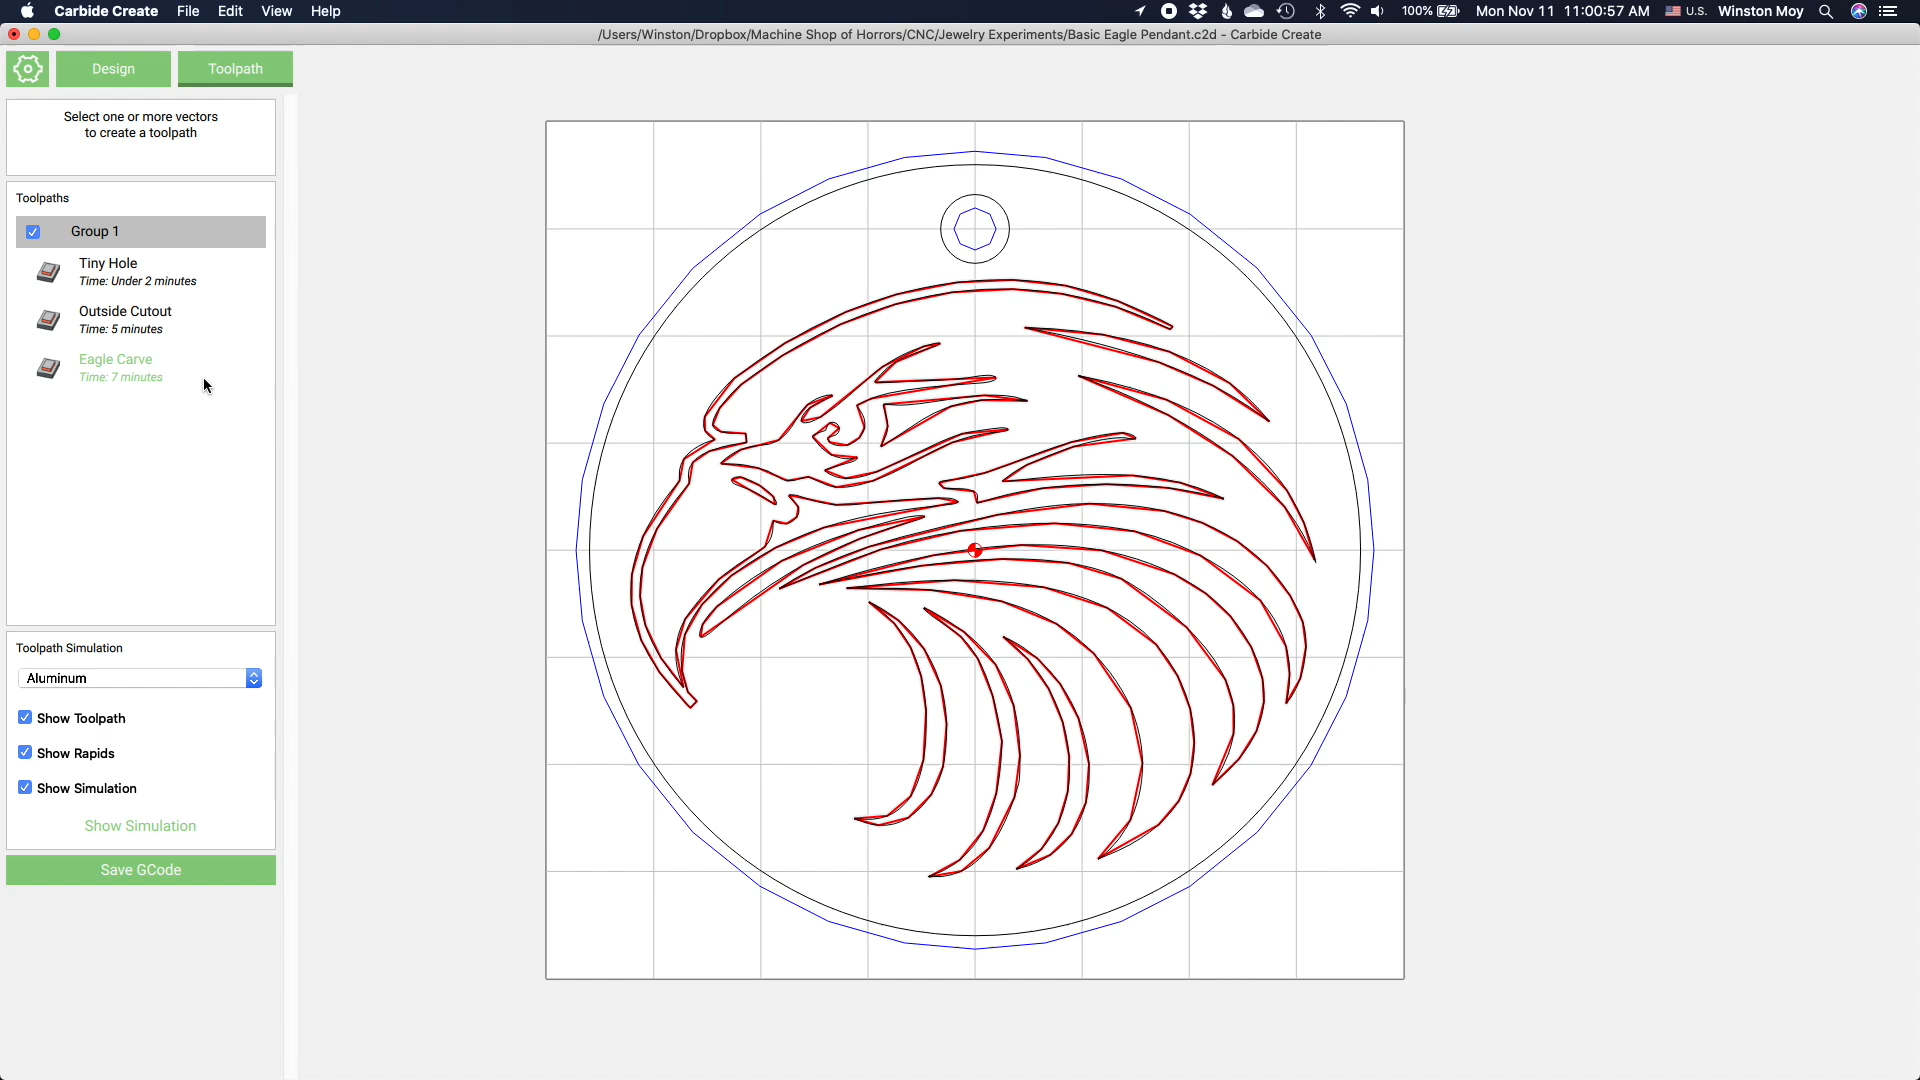 Carbide Create File Edit View Help
100% Mon Nov 11 11:00:57 AM U.S. Winston Moy
/Users/Winston/Dropbox/Machine Shop of Horrors/CNC/Jewelry Experiments/Basic Eagle Pendant.c2d - Carbide Create
Design Toolpath
Select one or more vectors
to create a toolpath
Toolpaths
Group 1
Tiny Hole
Time: Under 2 minutes
Outside Cutout
Time: 5 minutes
Eagle Carve
Time: 7 minutes
Toolpath Simulation
Aluminum
Show Toolpath
Show Rapids
Show Simulation
Show Simulation
Save GCode